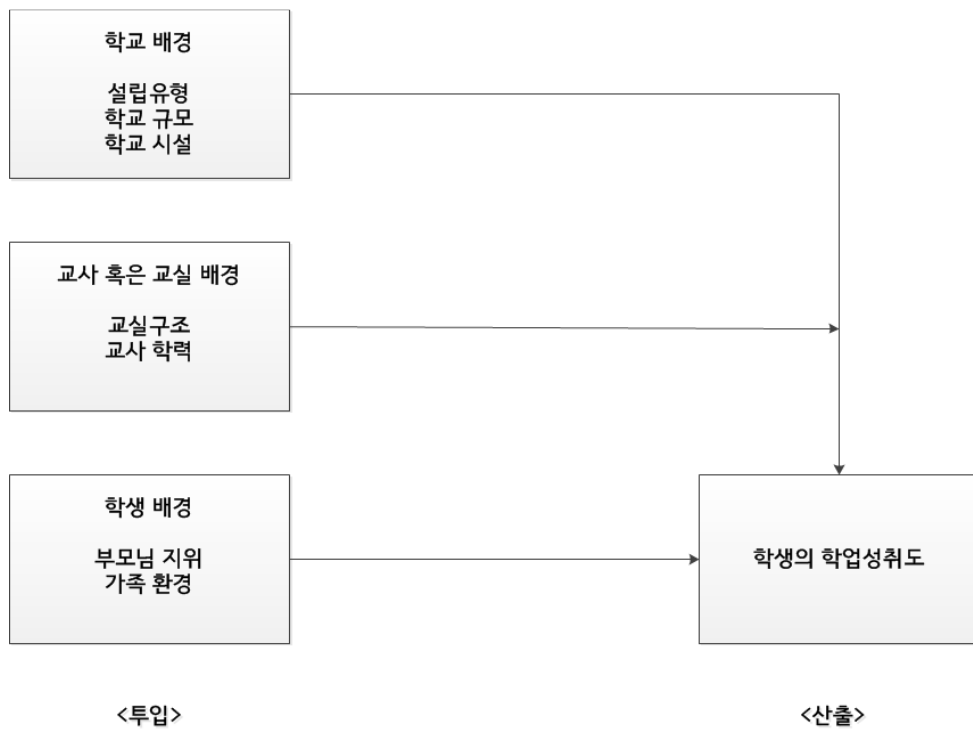 학교 배경
설립유형
학교 규모
학교 시설
교사 혹은 교실 배경
교실구조
교사 학력
학생 배경
부모님 지위
가족 환경
학생의 학업성취도
<투입>
<산출>